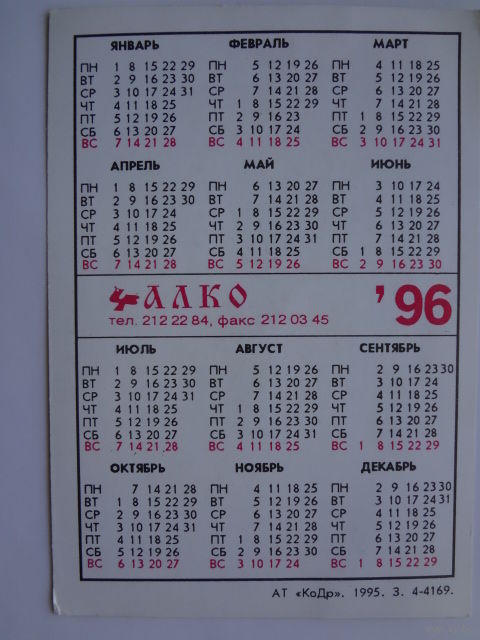 ЯНВАРЬ ФЕВРАЛЬ МАРТ
ПН 1 8 15 22 29 ПН 5 12 19 26 ПН 4 11 18 25
ВТ 2 9 16 23 30 ВТ 6 13 20 27 ВТ 5 12 19 26
СР 3 10 17 24 31 СР 7 14 21 28 СР 6 13 20 27
ЧТ 4 11 18 25 ЧТ 1 8 15 22 29 ЧТ 7 14 21 28
ПТ 5 12 19 26 ПТ 2 9 16 23 ПТ 1 8 15 22 29
СБ 6 13 20 27 СБ 3 10 17 24 СБ 2 9 16 23 30
ВС 7 14 21 28 ВС 4 11 18 25 ВС 3 10 17 24 31
АПРЕЛЬ МАЙ ИЮНЬ
ПН 1 8 15 22 29 ПН 6 13 20 27 ПН 3 10 17 24
ВТ 2 9 16 23 30 ВТ 7 14 21 28 ВТ 4 11 18 25
СР 3 10 17 24 СР 1 8 15 22 29 СР 5 12 19 26
ЧТ 4 11 18 25 ЧТ 2 9 16 23 30 ЧТ 6 13 20 27
ПТ 5 12 19 26 ПТ 3 10 17 24 31 ПТ 7 14 21 28
СБ 6 13 20 27 СБ 4 11 18 25 СБ 1 8 15 22 29
ВС 7 14 21 28 ВС 5 12 19 26 ВС 2 9 16 23 30
АЛКО '96
тел. 212 22 84, факс 212 03 45
ИЮЛЬ АВГУСТ СЕНТЯБРЬ
ПН 1 8 15 22 29 ПН 5 12 19 26 ПН 2 9 16 23 30
ВТ 2 9 16 23 30 ВТ 6 13 20 27 ВТ 3 10 17 24
СР 3 10 17 24 31 СР 7 14 21 28 СР 4 11 18 25
ЧТ 4 11 18 25 ЧТ 1 8 15 22 29 ЧТ 5 12 19 26
ПТ 5 12 19 26 ПТ 2 9 16 23 30 ПТ 6 13 20 27
СБ 6 13 20 27 СБ 3 10 17 24 31 СБ 7 14 21 28
ВС 7 14 21 28 ВС 4 11 18 25 ВС 1 8 15 22 29
ОКТЯБРЬ НОЯБРЬ ДЕКАБРЬ
ПН 7 14 21 28 ПН 4 11 18 25 ПН 2 9 16 23 30
ВТ 1 8 15 22 29 ВТ 5 12 19 26 ВТ 3 10 17 24 31
СР 2 9 16 23 30 СР 6 13 20 27 СР 4 11 18 25
ЧТ 3 10 17 24 31 ЧТ 7 14 21 28 ЧТ 5 12 19 26
ПТ 4 11 18 25 ПТ 1 8 15 22 29 ПТ 6 13 20 27
СБ 5 12 19 26 СБ 2 9 16 23 30 СБ 7 14 21 28
ВС 6 13 20 27 ВС 3 10 17 24 ВС 1 8 15 22 29
АТ «КоДр». 1995. З. 4-4169.